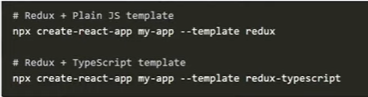 # Redux + Plain JS template
npx create-react-app my-app --template redux
# Redux + TypeScript template
npx create-react-app my-app --template redux-typescript